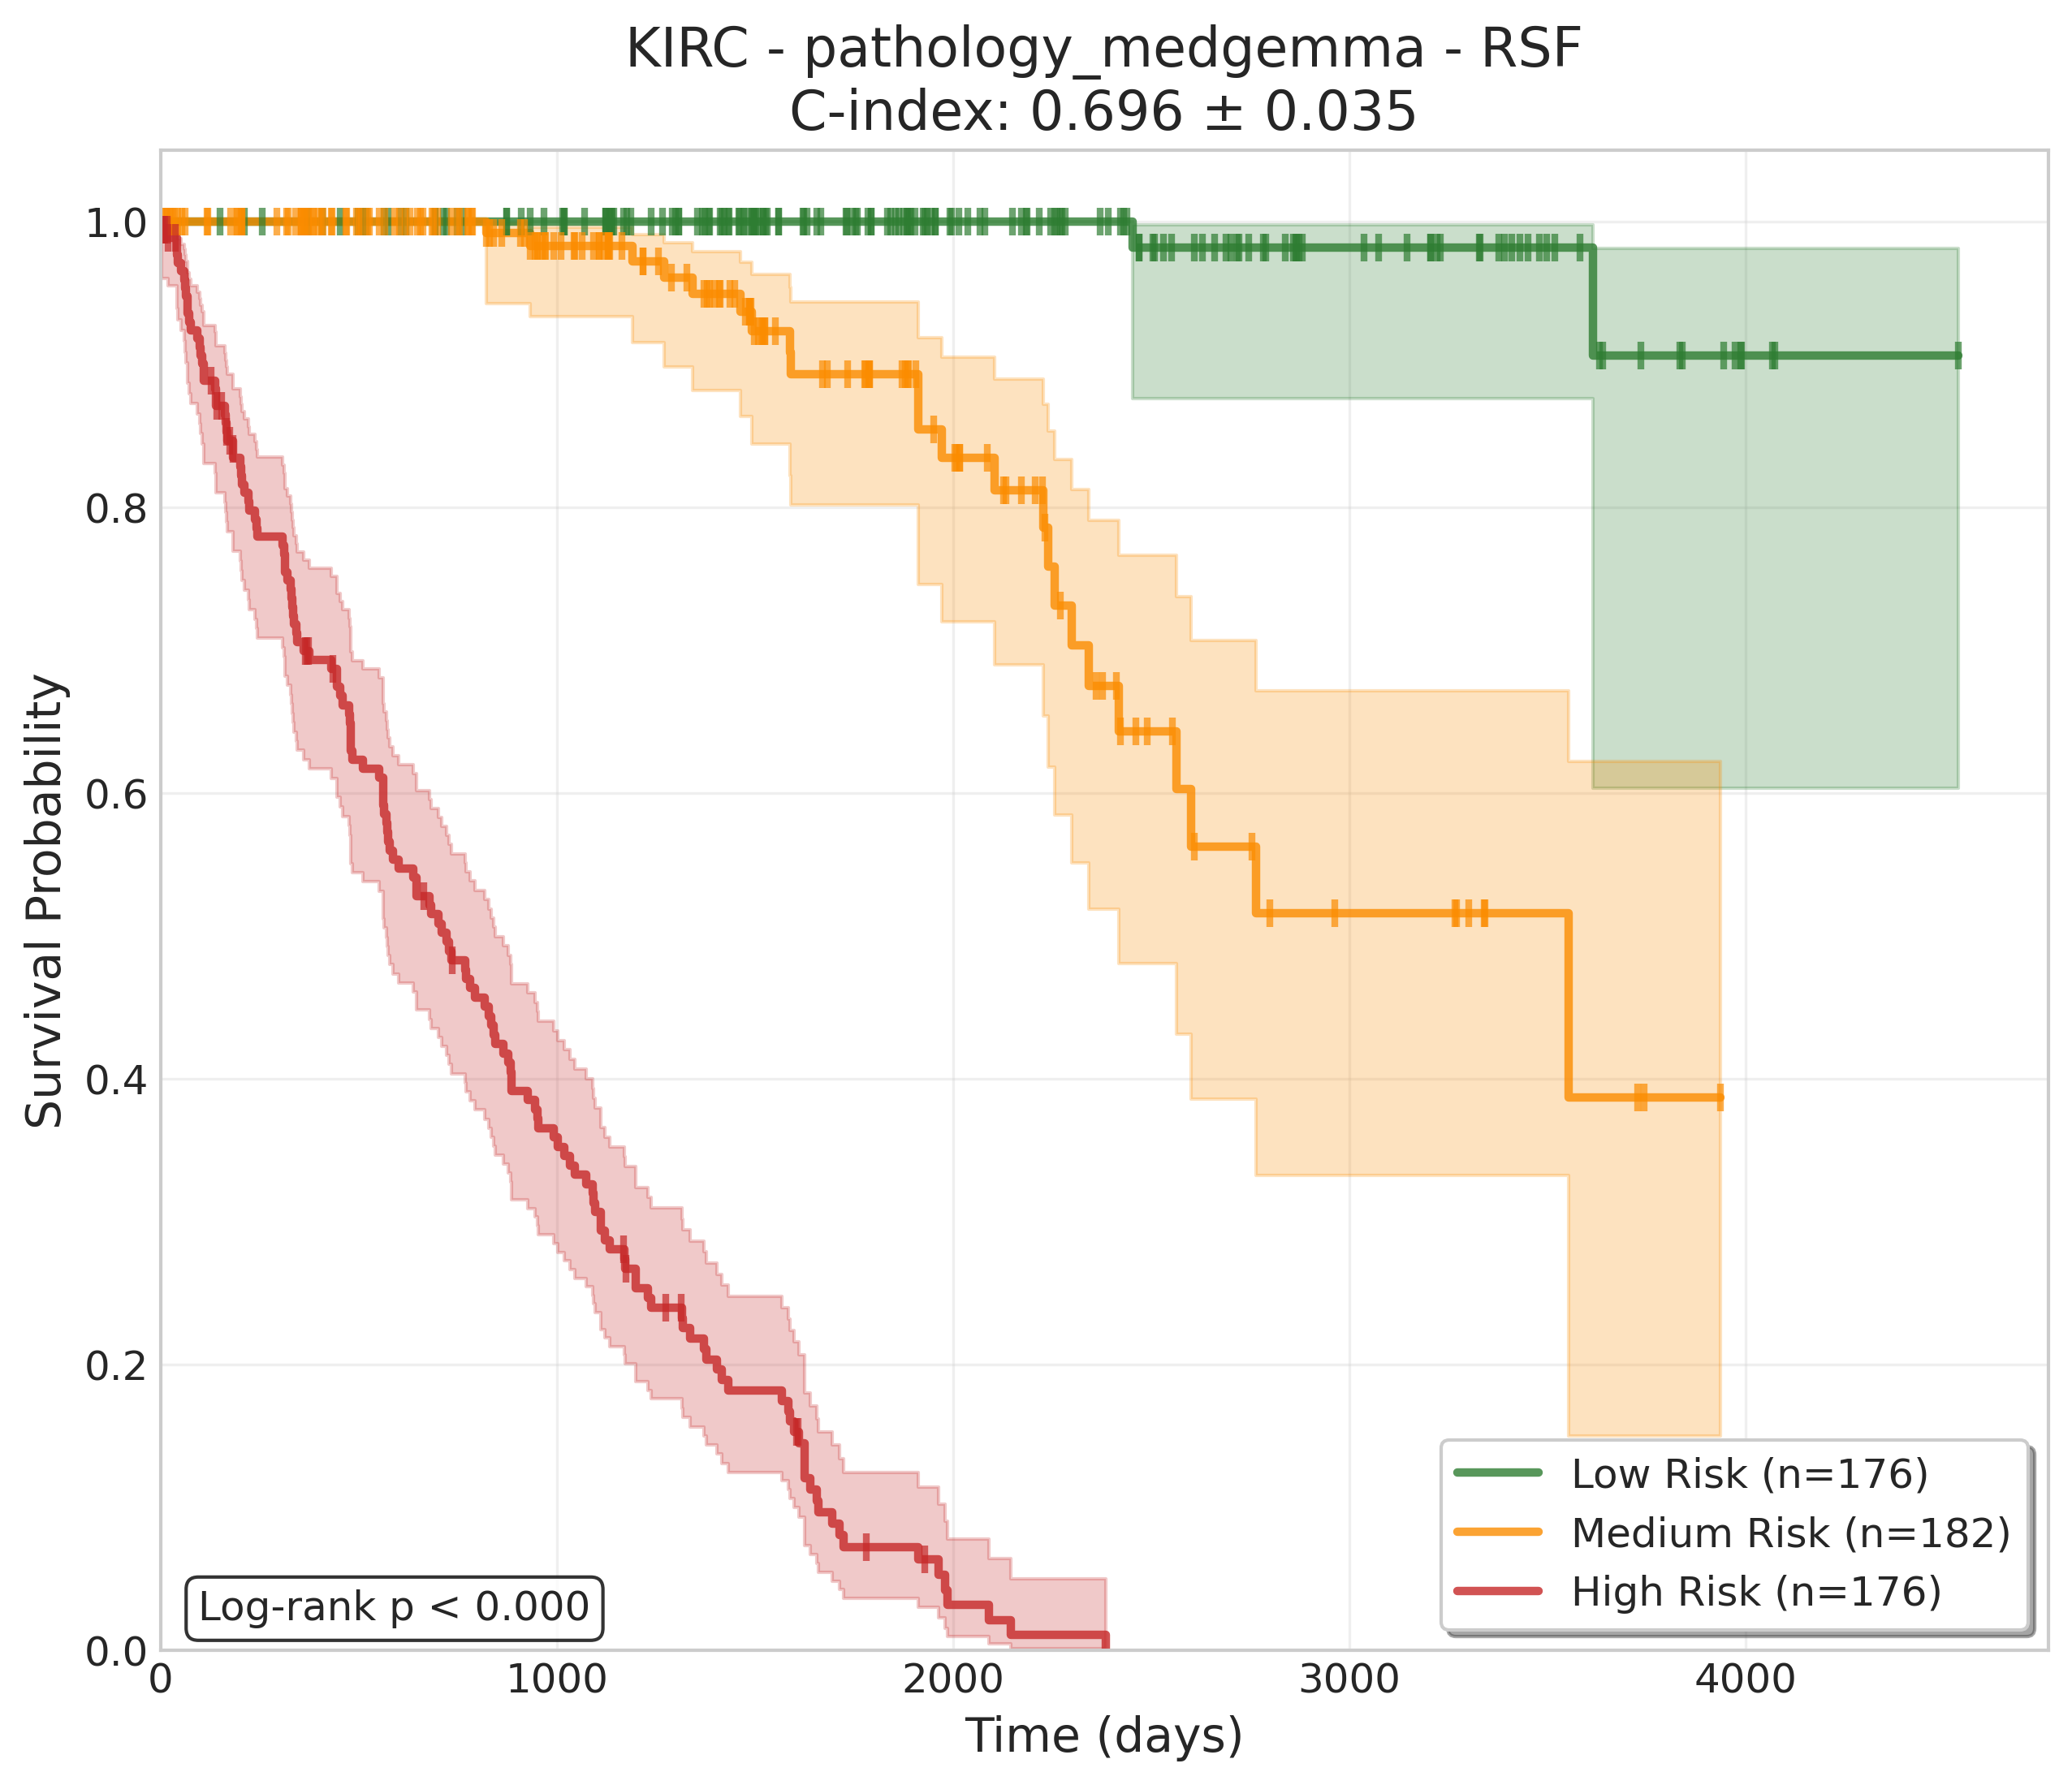 KIRC - pathology_medgemma - RSF
C-index: 0.696 ± 0.035
Survival Probability
1.0
0.8
0.6
0.4
0.2
0.0
0
1000
2000
3000
4000
Time (days)
Log-rank p < 0.000
Low Risk (n=176)
Medium Risk (n=182)
High Risk (n=176)